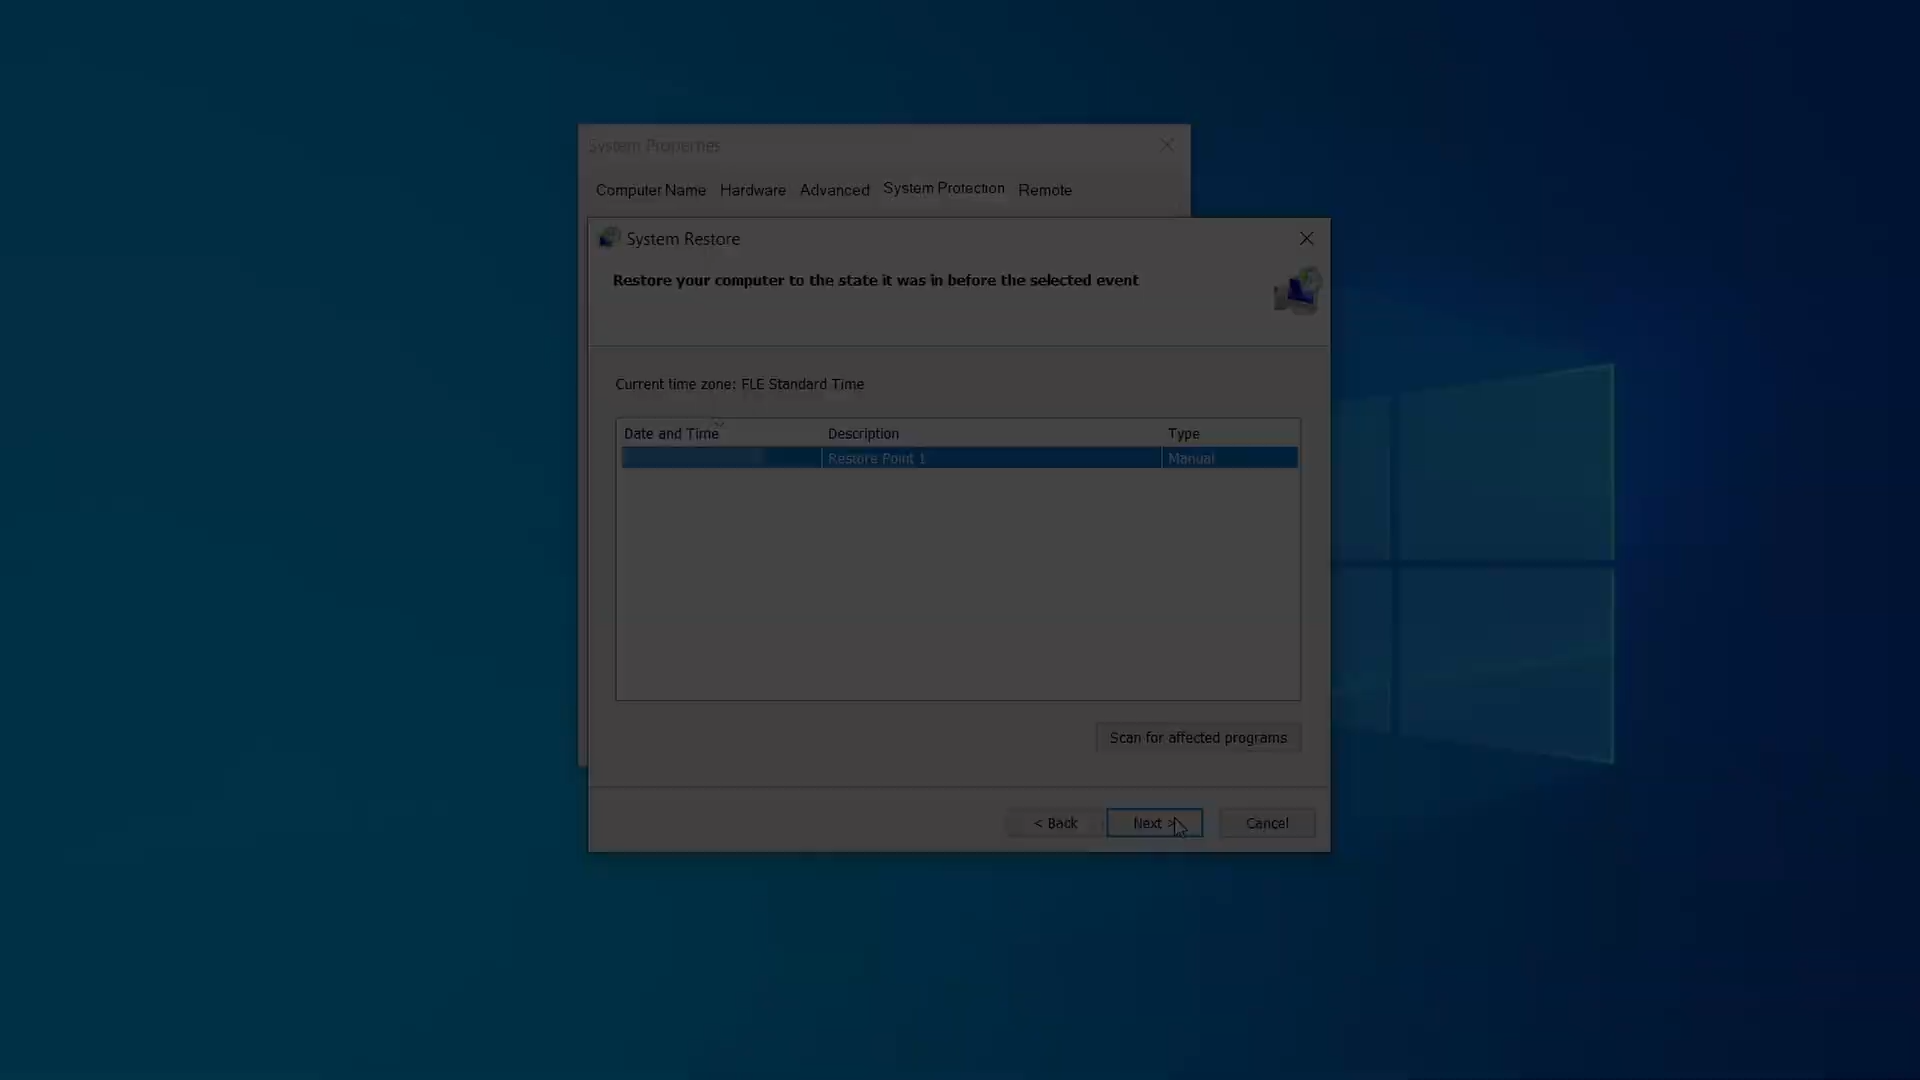 System Properties
Computer Name Hardware Advanced System Protection Remote
System Restore
Restore your computer to the state it was in before the selected event
Current time zone: FLE Standard Time
Date and Time Description Type
Restore Point 1 Manual
Scan for affected programs
< Back Next > Cancel